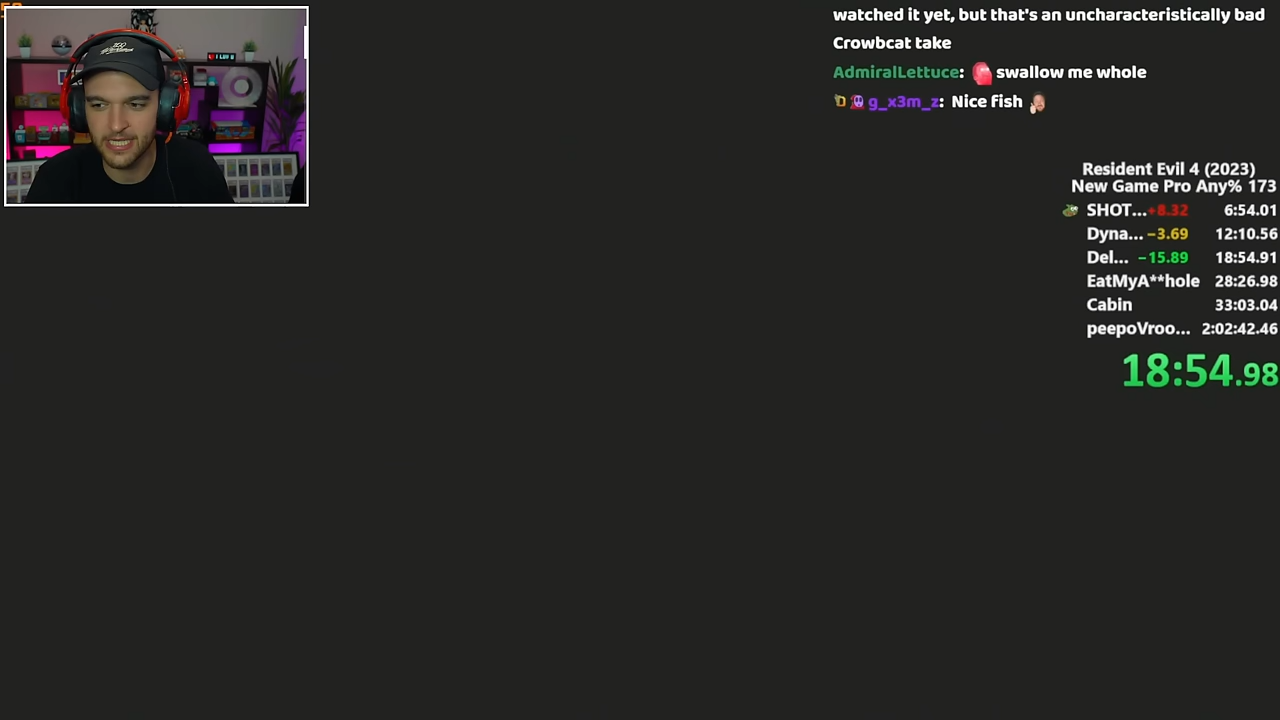 watched it yet, but that's an uncharacteristically bad
Crowbcat take
AdmiralLettuce: swallow me whole
g_x3m_z: Nice fish
Resident Evil 4 (2023)
New Game Pro Any% 173
SHOT... +8.32 6:54.01
Dyna... −3.69 12:10.56
Del... −15.89 18:54.91
EatMyA**hole 28:26.98
Cabin 33:03.04
peepoVroo... 2:02:42.46
18:54.98